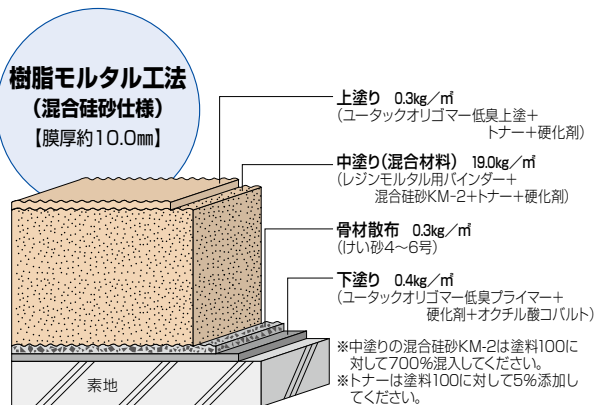 樹脂モルタル工法
(混合硅砂仕様)
【膜厚約10.0㎜】
上塗り 0.3kg/㎡
(ユータックオリゴマー低臭上塗+
トナー+硬化剤)
中塗り(混合材料) 19.0kg/㎡
(レジンモルタル用バインダー+
混合硅砂KM-2+トナー+硬化剤)
骨材散布 0.3kg/㎡
(けい砂4〜6号)
下塗り 0.4kg/㎡
(ユータックオリゴマー低臭プライマー+
硬化剤+オクチル酸コバルト)
※中塗りの混合硅砂KM-2は塗料100に
対して700%混入してください。
※トナーは塗料100に対して5%添加し
てください。
素地